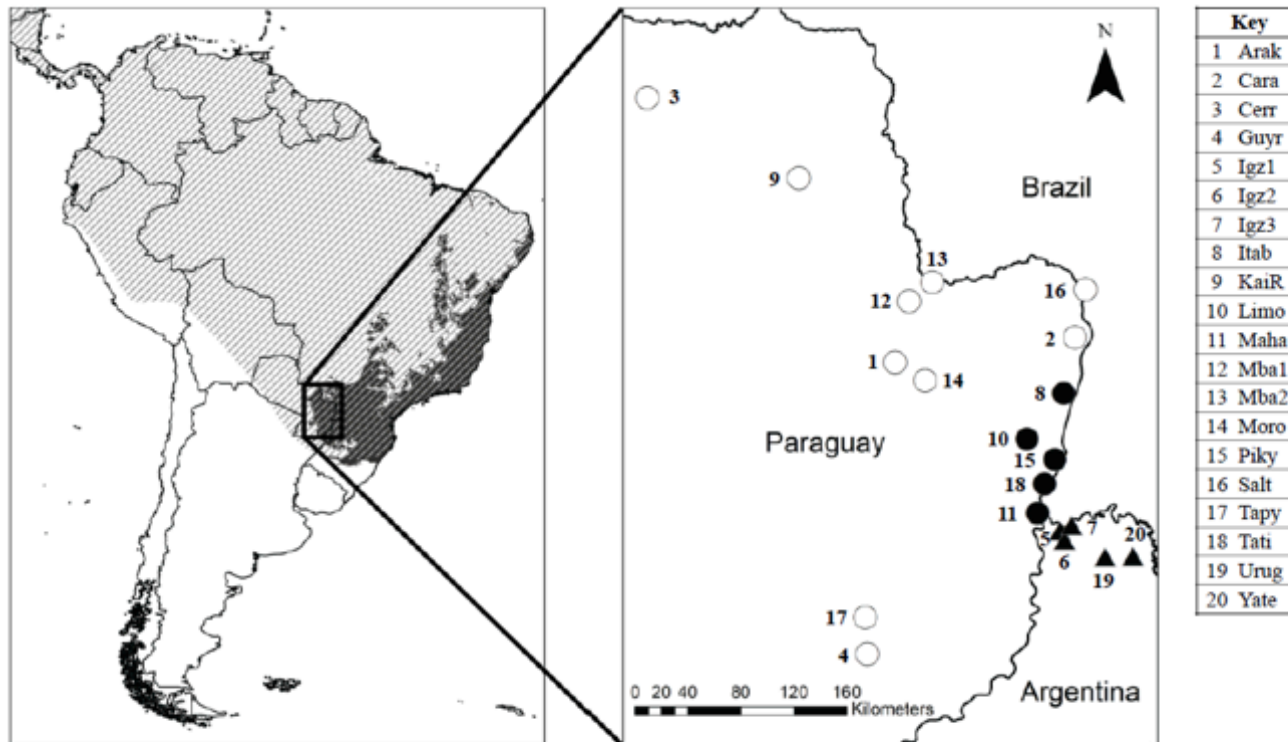 N
3
9
Brazil
13
12
16
2
1
14
8
Paraguay
10
15
18
11
5
7
20
6
19
17
4
0 20 40 80 120 160
Kilometers
Argentina
Key
1 Arak
2 Cara
3 Cerr
4 Guyr
5 Igz1
6 Igz2
7 Igz3
8 Itab
9 KaiR
10 Limo
11 Maha
12 Mba1
13 Mba2
14 Moro
15 Piky
16 Salt
17 Tapy
18 Tati
19 Urug
20 Yate